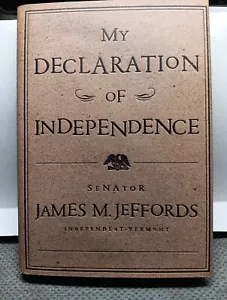 MY
DECLARATION
OF
INDEPENDENCE
SENATOR
JAMES M. JEFFORDS
INDEPENDENT-VERMONT